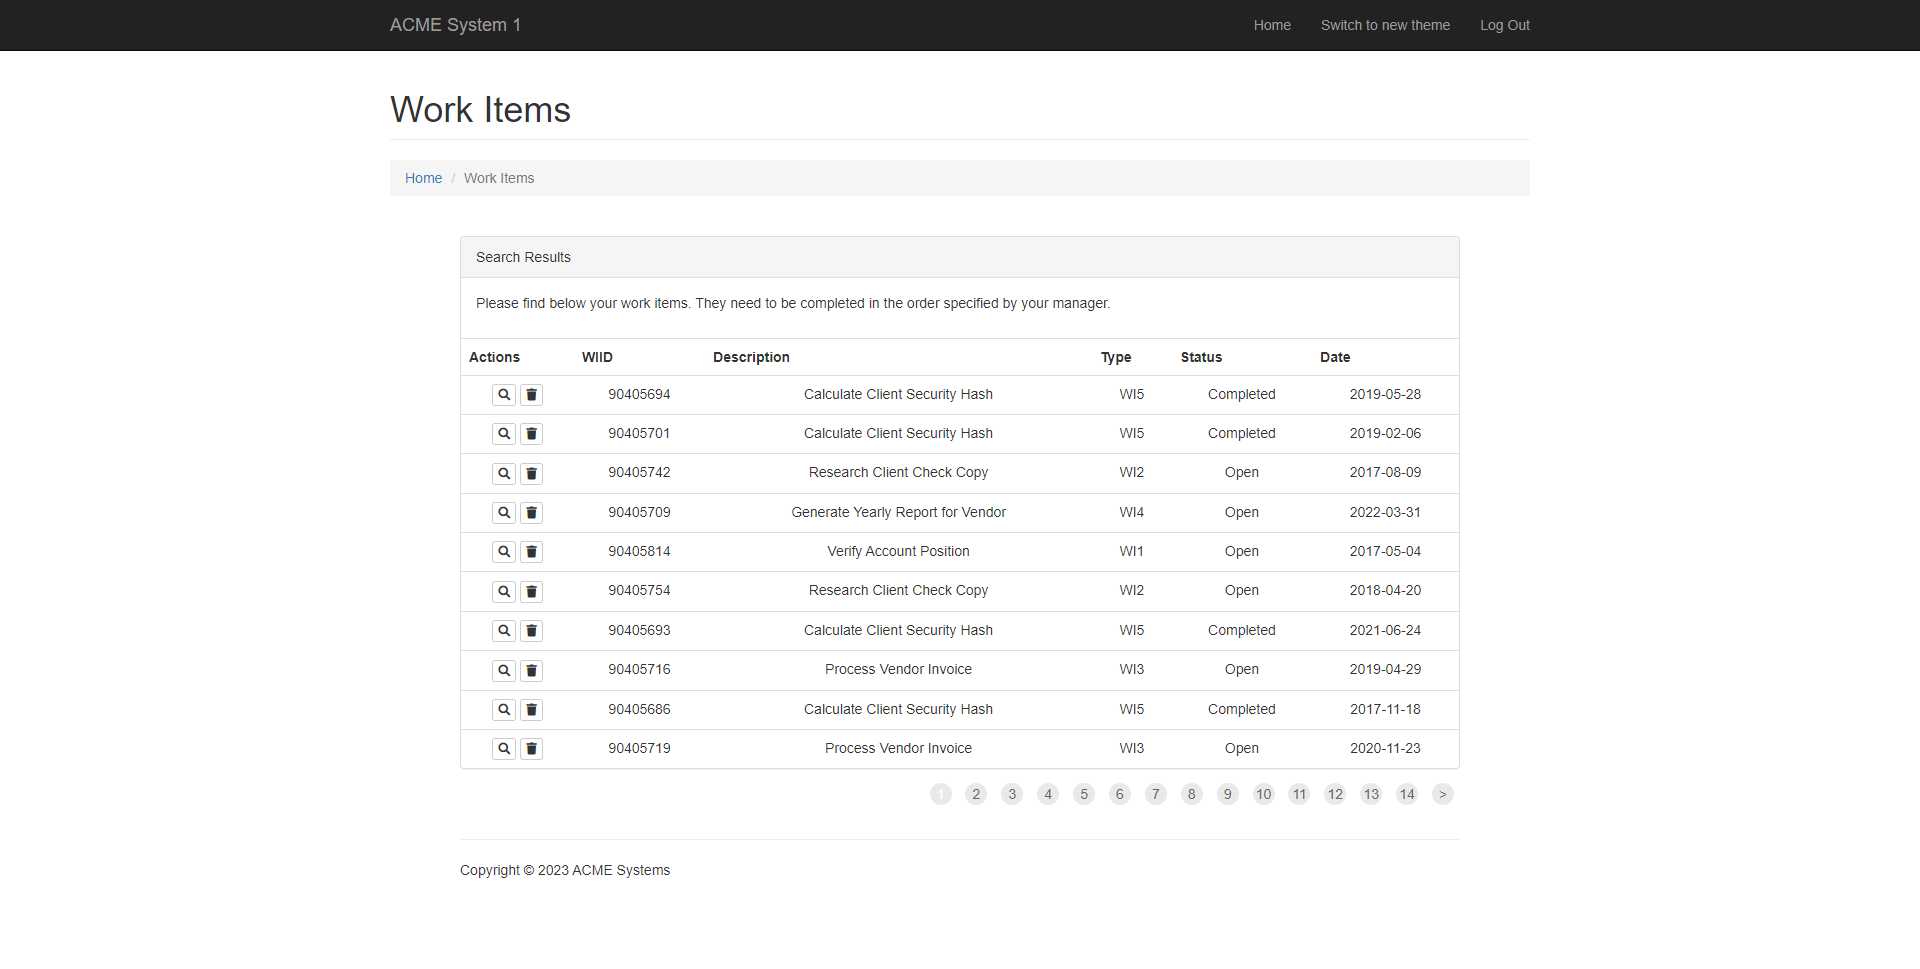 ACME System 1 Home Switch to new theme Log Out
Work Items
Home / Work Items
Search Results
Please find below your work items. They need to be completed in the order specified by your manager.
Actions WIID Description Type Status Date
90405694 Calculate Client Security Hash WI5 Completed 2019-05-28
90405701 Calculate Client Security Hash WI5 Completed 2019-02-06
90405742 Research Client Check Copy WI2 Open 2017-08-09
90405709 Generate Yearly Report for Vendor WI4 Open 2022-03-31
90405814 Verify Account Position WI1 Open 2017-05-04
90405754 Research Client Check Copy WI2 Open 2018-04-20
90405693 Calculate Client Security Hash WI5 Completed 2021-06-24
90405716 Process Vendor Invoice WI3 Open 2019-04-29
90405686 Calculate Client Security Hash WI5 Completed 2017-11-18
90405719 Process Vendor Invoice WI3 Open 2020-11-23
1 2 3 4 5 6 7 8 9 10 11 12 13 14 >
Copyright © 2023 ACME Systems